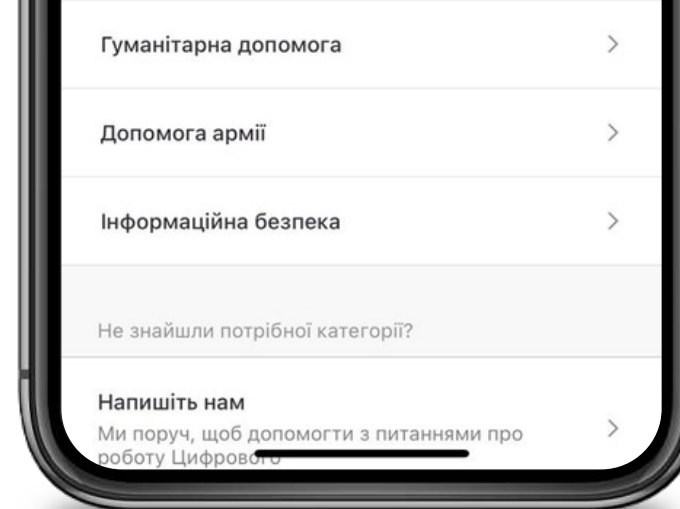 Гуманітарна допомога
Допомога армії
Інформаційна безпека
Не знайшли потрібної категорії?
Напишіть нам
Ми поруч, щоб допомогти з питаннями про
роботу Цифрового